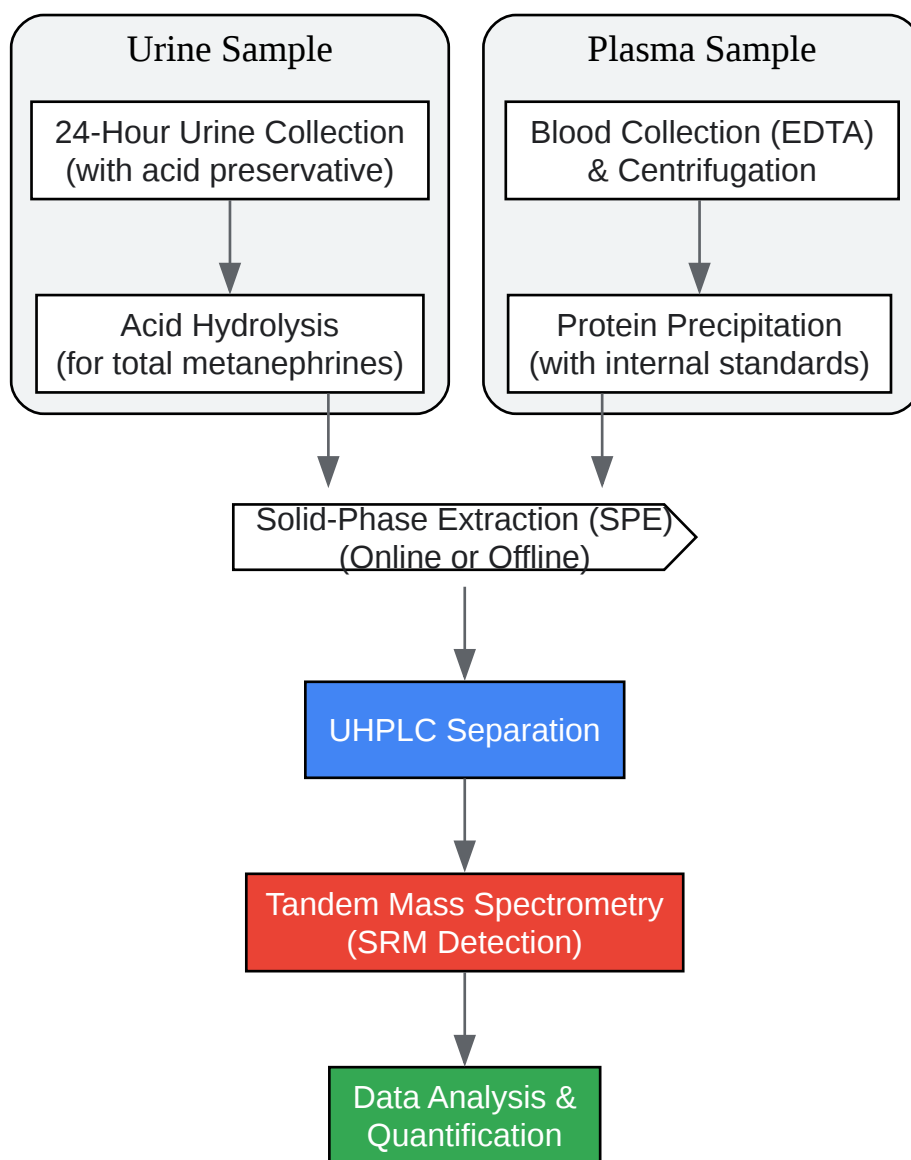 Urine Sample
24-Hour Urine Collection
(with acid preservative)
Acid Hydrolysis
(for total metanephrines)
Plasma Sample
Blood Collection (EDTA)
& Centrifugation
Protein Precipitation
(with internal standards)
Solid-Phase Extraction (SPE)
(Online or Offline)
UHPLC Separation
Tandem Mass Spectrometry
(SRM Detection)
Data Analysis &
Quantification